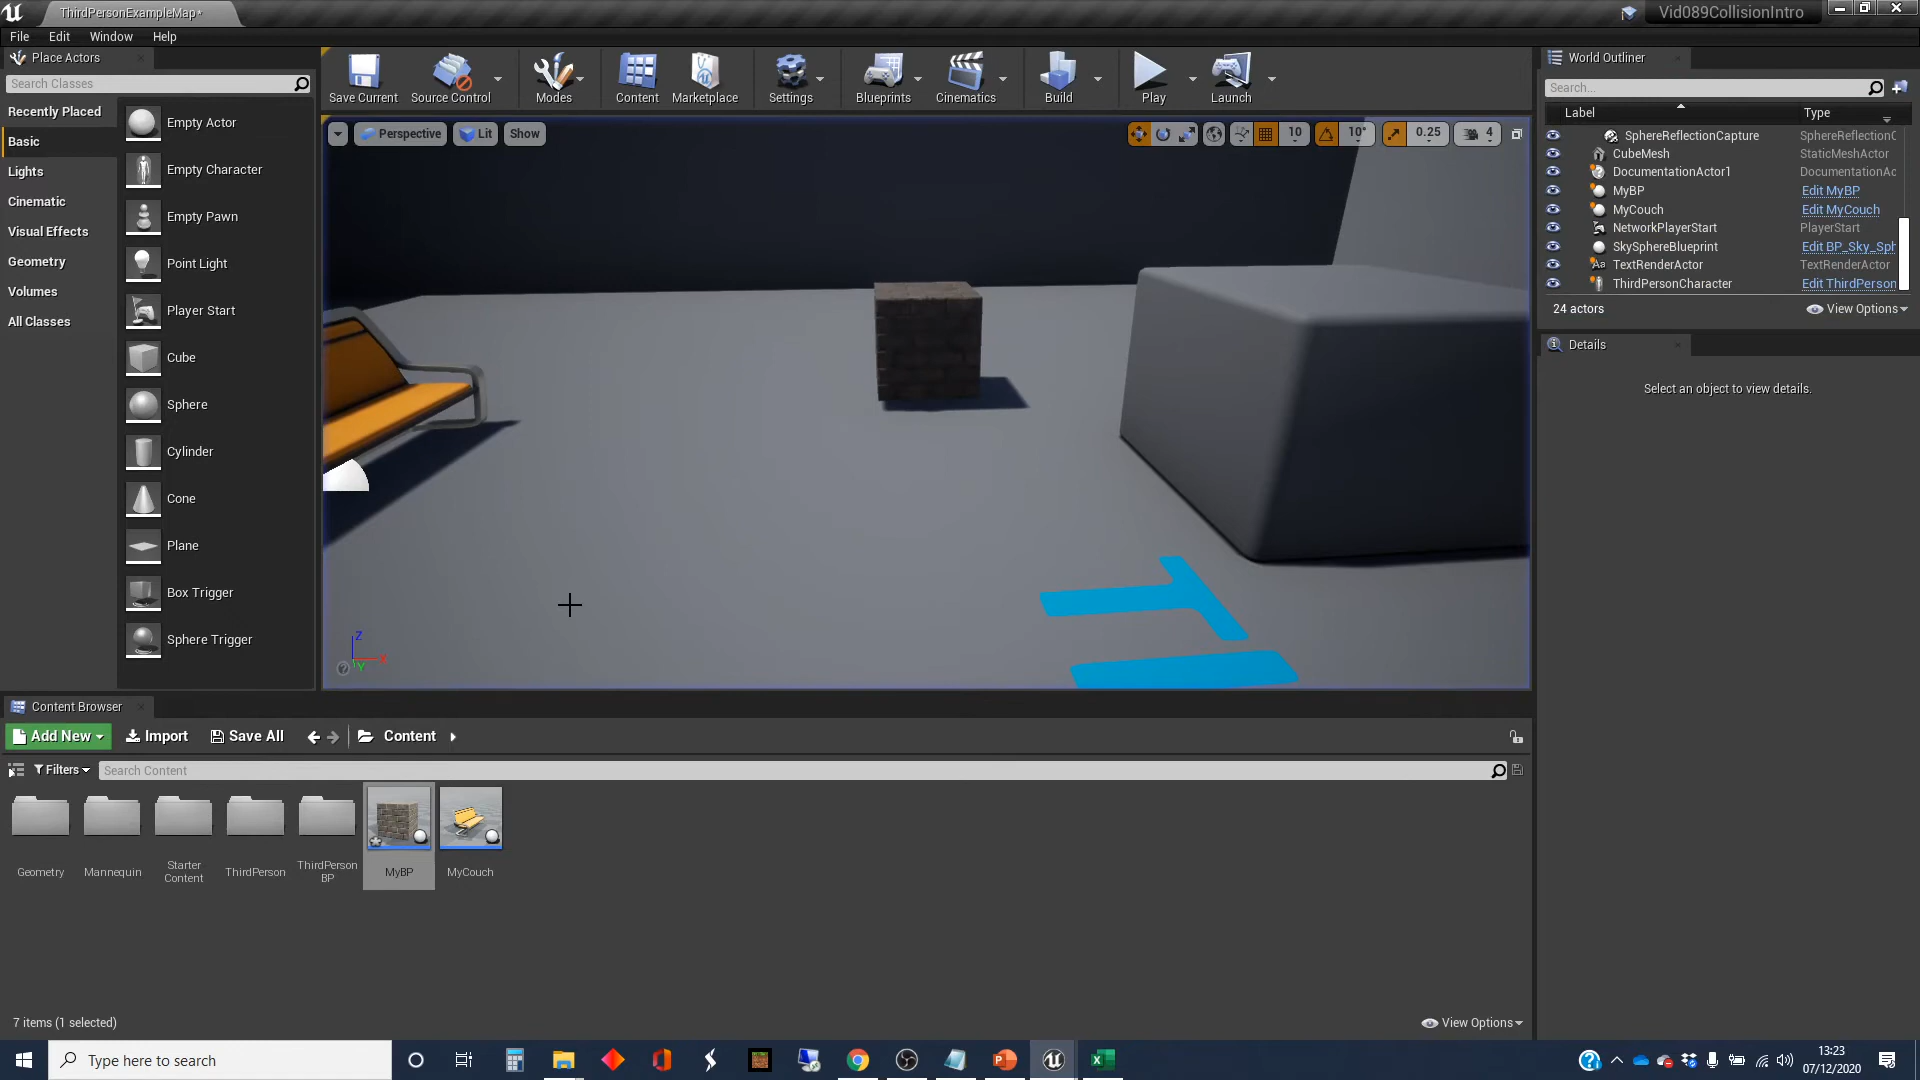 ThirdPersonExampleMap*
Vid089CollisionIntro
File Edit Window Help
Place Actors
Search Classes
Recently Placed
Basic
Lights
Cinematic
Visual Effects
Geometry
Volumes
All Classes
Empty Actor
Empty Character
Empty Pawn
Point Light
Player Start
Cube
Sphere
Cylinder
Cone
Plane
Box Trigger
Sphere Trigger
Save Current Source Control Modes Content Marketplace Settings Blueprints Cinematics Build Play Launch
Perspective Lit Show
10 10° 0.25 4
Z
X
Y
World Outliner
Search...
Label Type
SphereReflectionCapture SphereReflectionC
CubeMesh StaticMeshActor
DocumentationActor1 DocumentationAc
MyBP Edit MyBP
MyCouch Edit MyCouch
NetworkPlayerStart PlayerStart
SkySphereBlueprint Edit BP_Sky_Sph
TextRenderActor TextRenderActor
ThirdPersonCharacter Edit ThirdPerson
24 actors View Options
Details
Select an object to view details.
Content Browser
Add New Import Save All Content
Filters Search Content
Geometry
Mannequin
Starter
Content
ThirdPerson
ThirdPerson
BP
MyBP
MyCouch
7 items (1 selected) View Options
Type here to search
13:23
07/12/2020